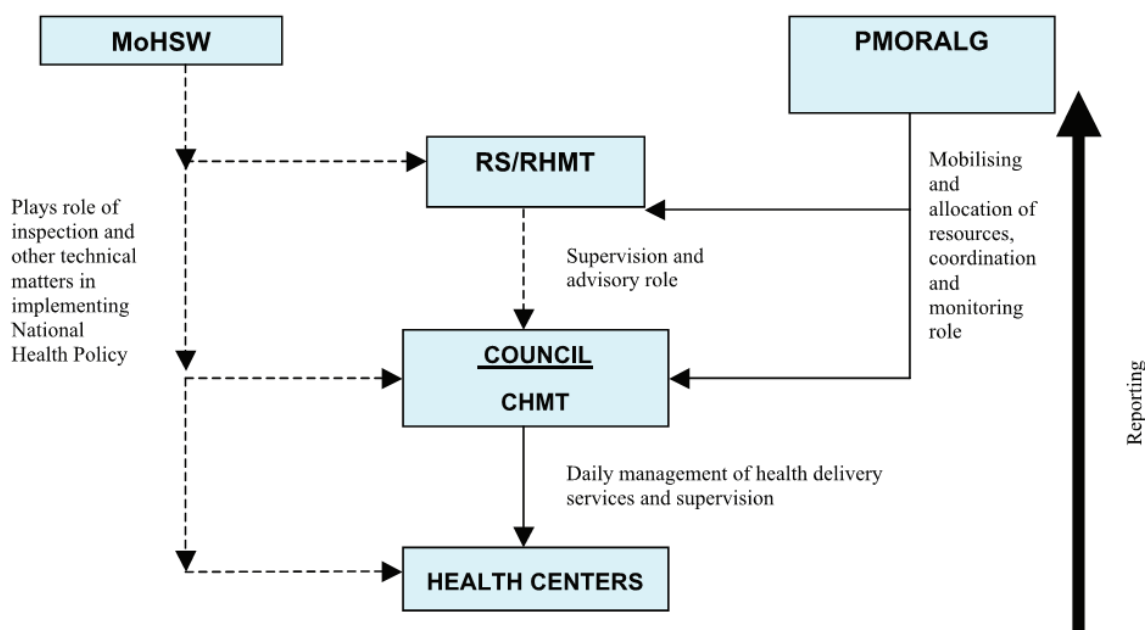 MoHSW
PMORALG
RS/RHMT
Mobilising
and
allocation of
resources,
coordination
and
monitoring
role
Plays role of
inspection and
other technical
matters in
implementing
National
Health Policy
Supervision and
advisory role
COUNCIL
CHMT
Reporting
Daily management of health delivery
services and supervision
HEALTH CENTERS